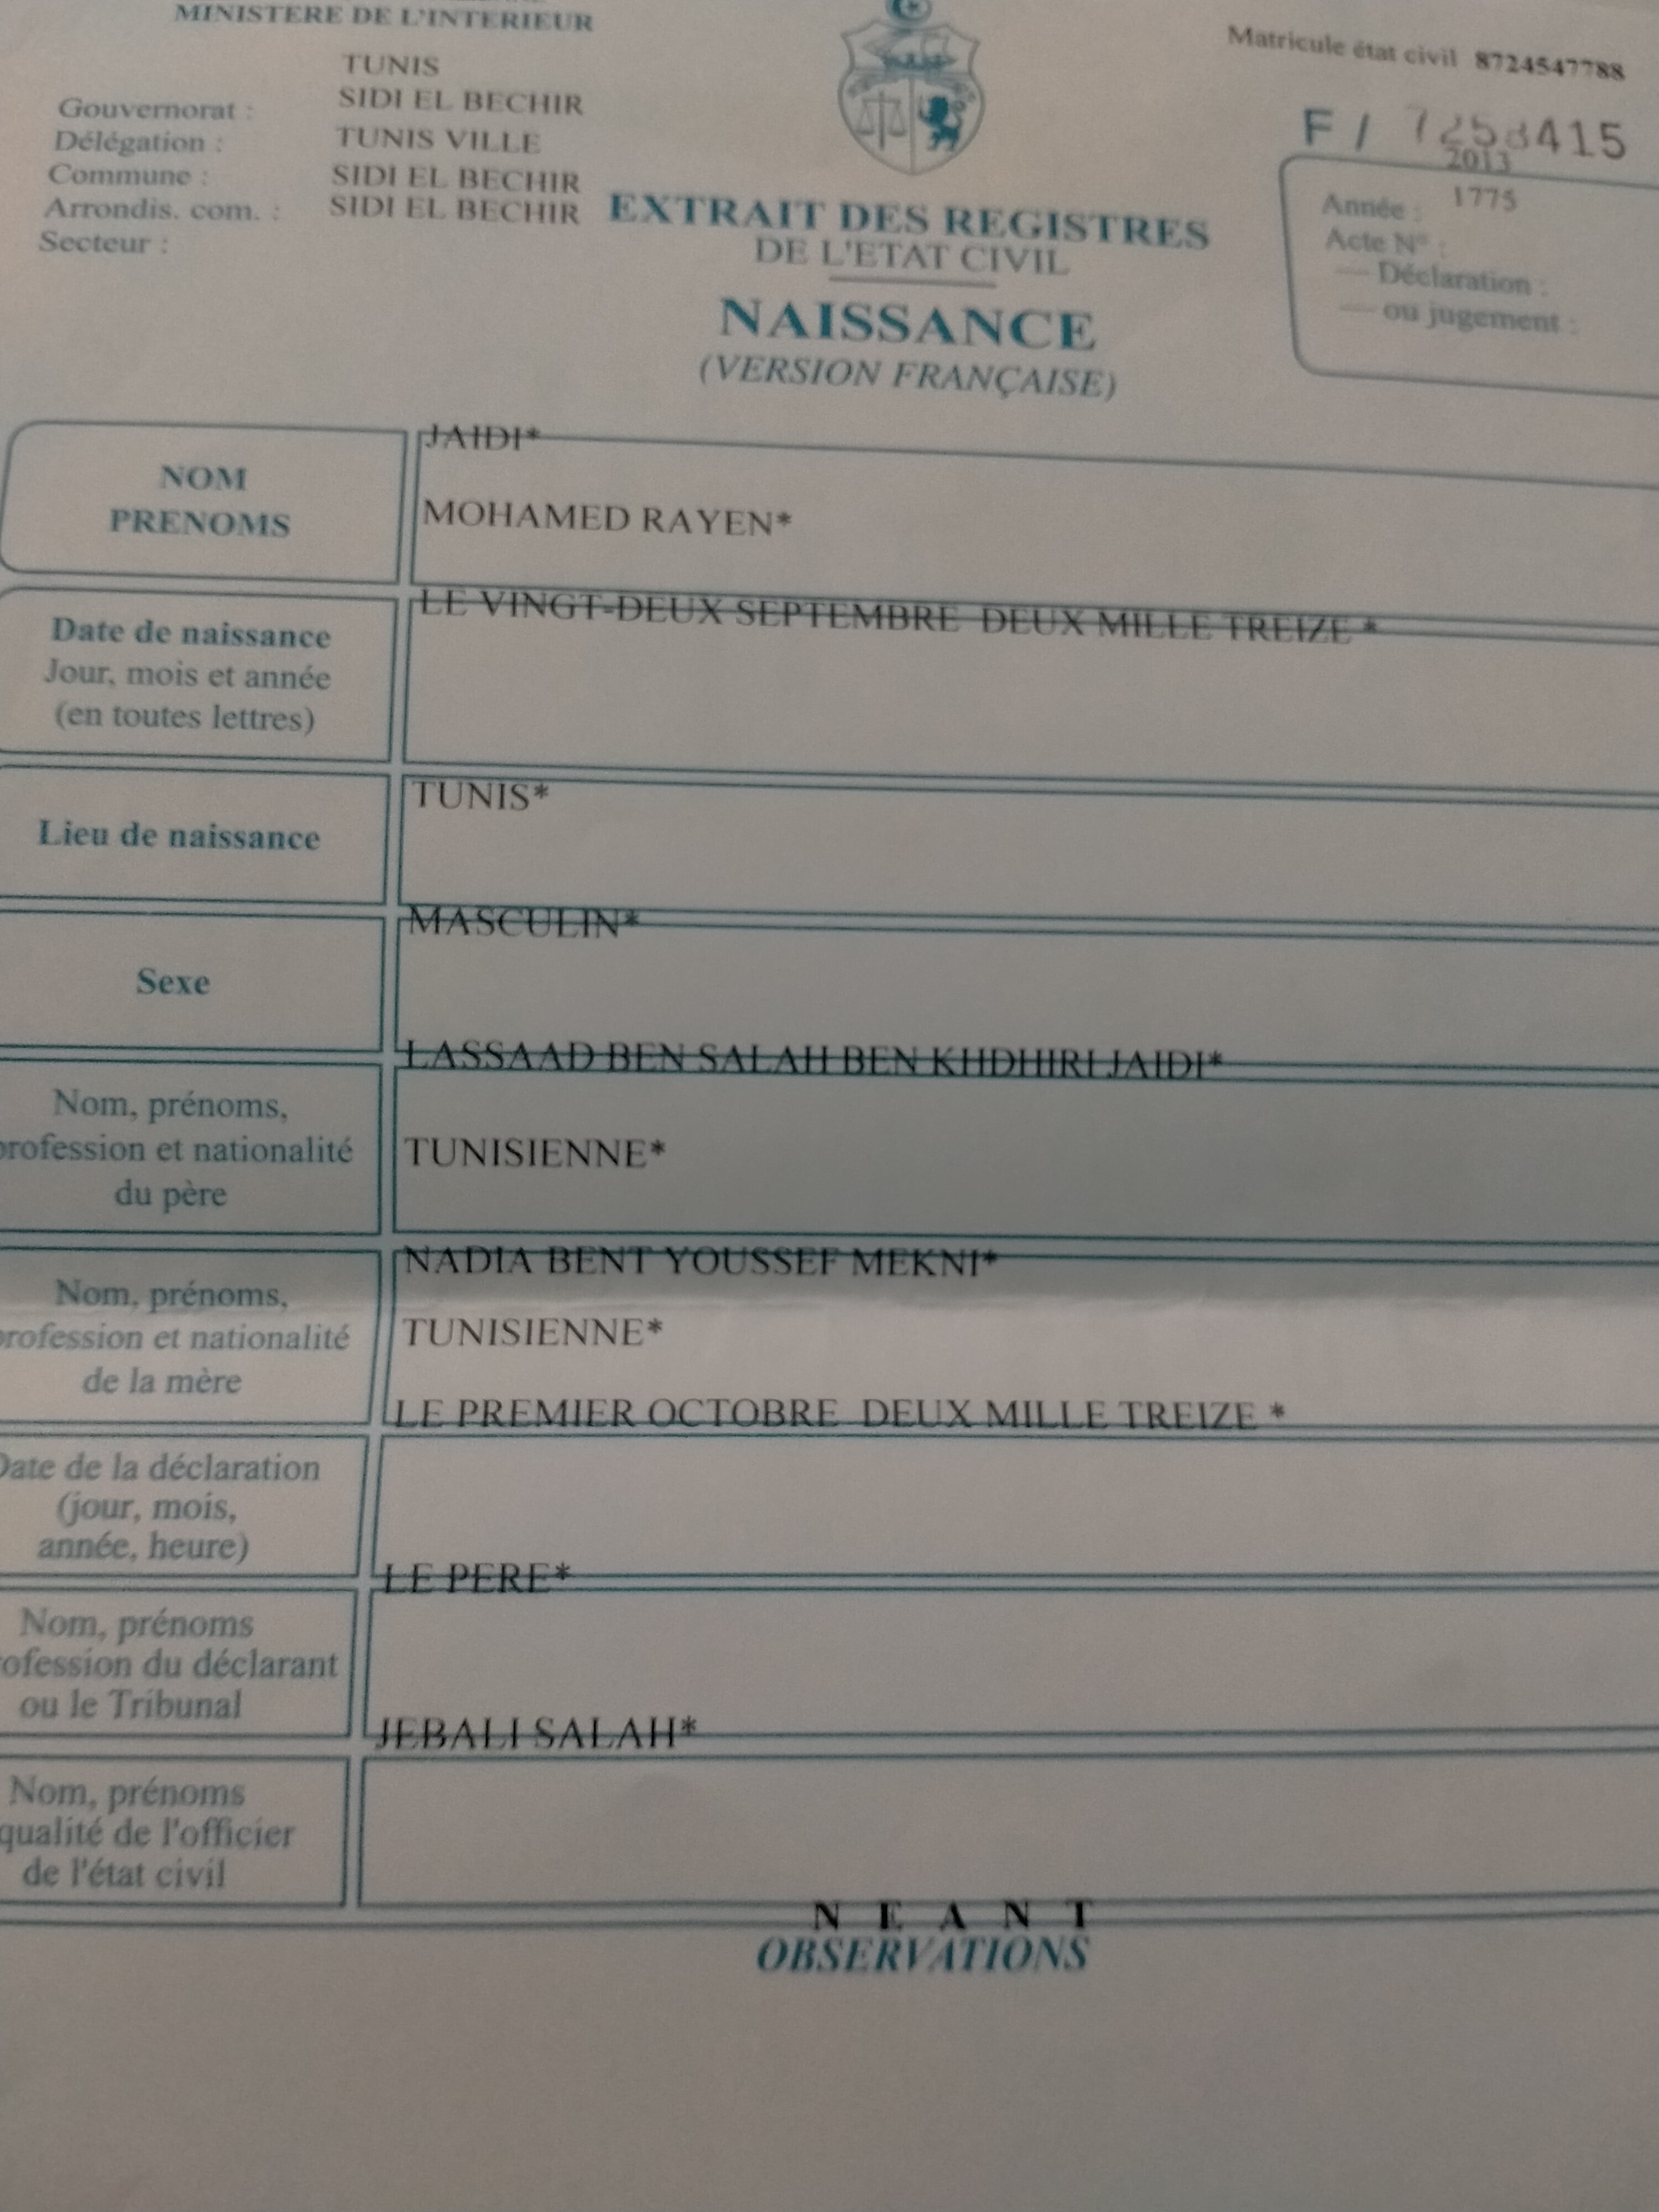 MINISTERE DE L'INTERIEUR
Matricule état civil 8724547788
TUNIS
Gouvernorat : SIDI EL BECHIR
Délégation : TUNIS VILLE
Commune : SIDI EL BECHIR
Arrondis. com. : SIDI EL BECHIR
Secteur :
F /
2013
Année : 1775
Acte N° :
— Déclaration :
— ou jugement :
EXTRAIT DES REGISTRES
DE L'ETAT CIVIL
NAISSANCE
(VERSION FRANÇAISE)
NOM
PRENOMS
JAIDI*
MOHAMED RAYEN*
Date de naissance
Jour, mois et année
(en toutes lettres)
LE VINGT-DEUX SEPTEMBRE DEUX MILLE TREIZE *
Lieu de naissance
TUNIS*
Sexe
MASCULIN*
Nom, prénoms,
profession et nationalité
du père
LASSAAD BEN SALAH BEN KHDHIRI JAIDI*
TUNISIENNE*
Nom, prénoms,
profession et nationalité
de la mère
NADIA BENT YOUSSEF MEKNI*
TUNISIENNE*
Date de la déclaration
(jour, mois,
année, heure)
LE PREMIER OCTOBRE DEUX MILLE TREIZE *
Nom, prénoms
ofession du déclarant
ou le Tribunal
LE PERE*
Nom, prénoms
qualité de l'officier
de l'état civil
JEBALI SALAH*
N E A N T
OBSERVATIONS